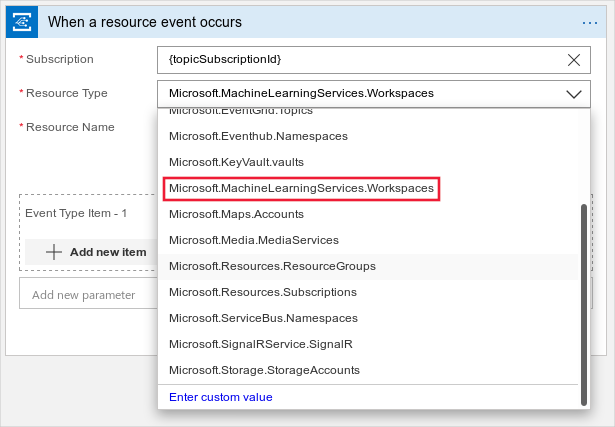 When a resource event occurs
...
* Subscription
{topicSubscriptionId}
* Resource Type
Microsoft.MachineLearningServices.Workspaces
* Resource Name
Microsoft.EventGrid.Topics
Microsoft.Eventhub.Namespaces
Microsoft.KeyVault.vaults
Microsoft.MachineLearningServices.Workspaces
Microsoft.Maps.Accounts
Microsoft.Media.MediaServices
Microsoft.Resources.ResourceGroups
Microsoft.Resources.Subscriptions
Microsoft.ServiceBus.Namespaces
Microsoft.SignalRService.SignalR
Microsoft.Storage.StorageAccounts
Enter custom value
Event Type Item - 1
Add new item
Add new parameter